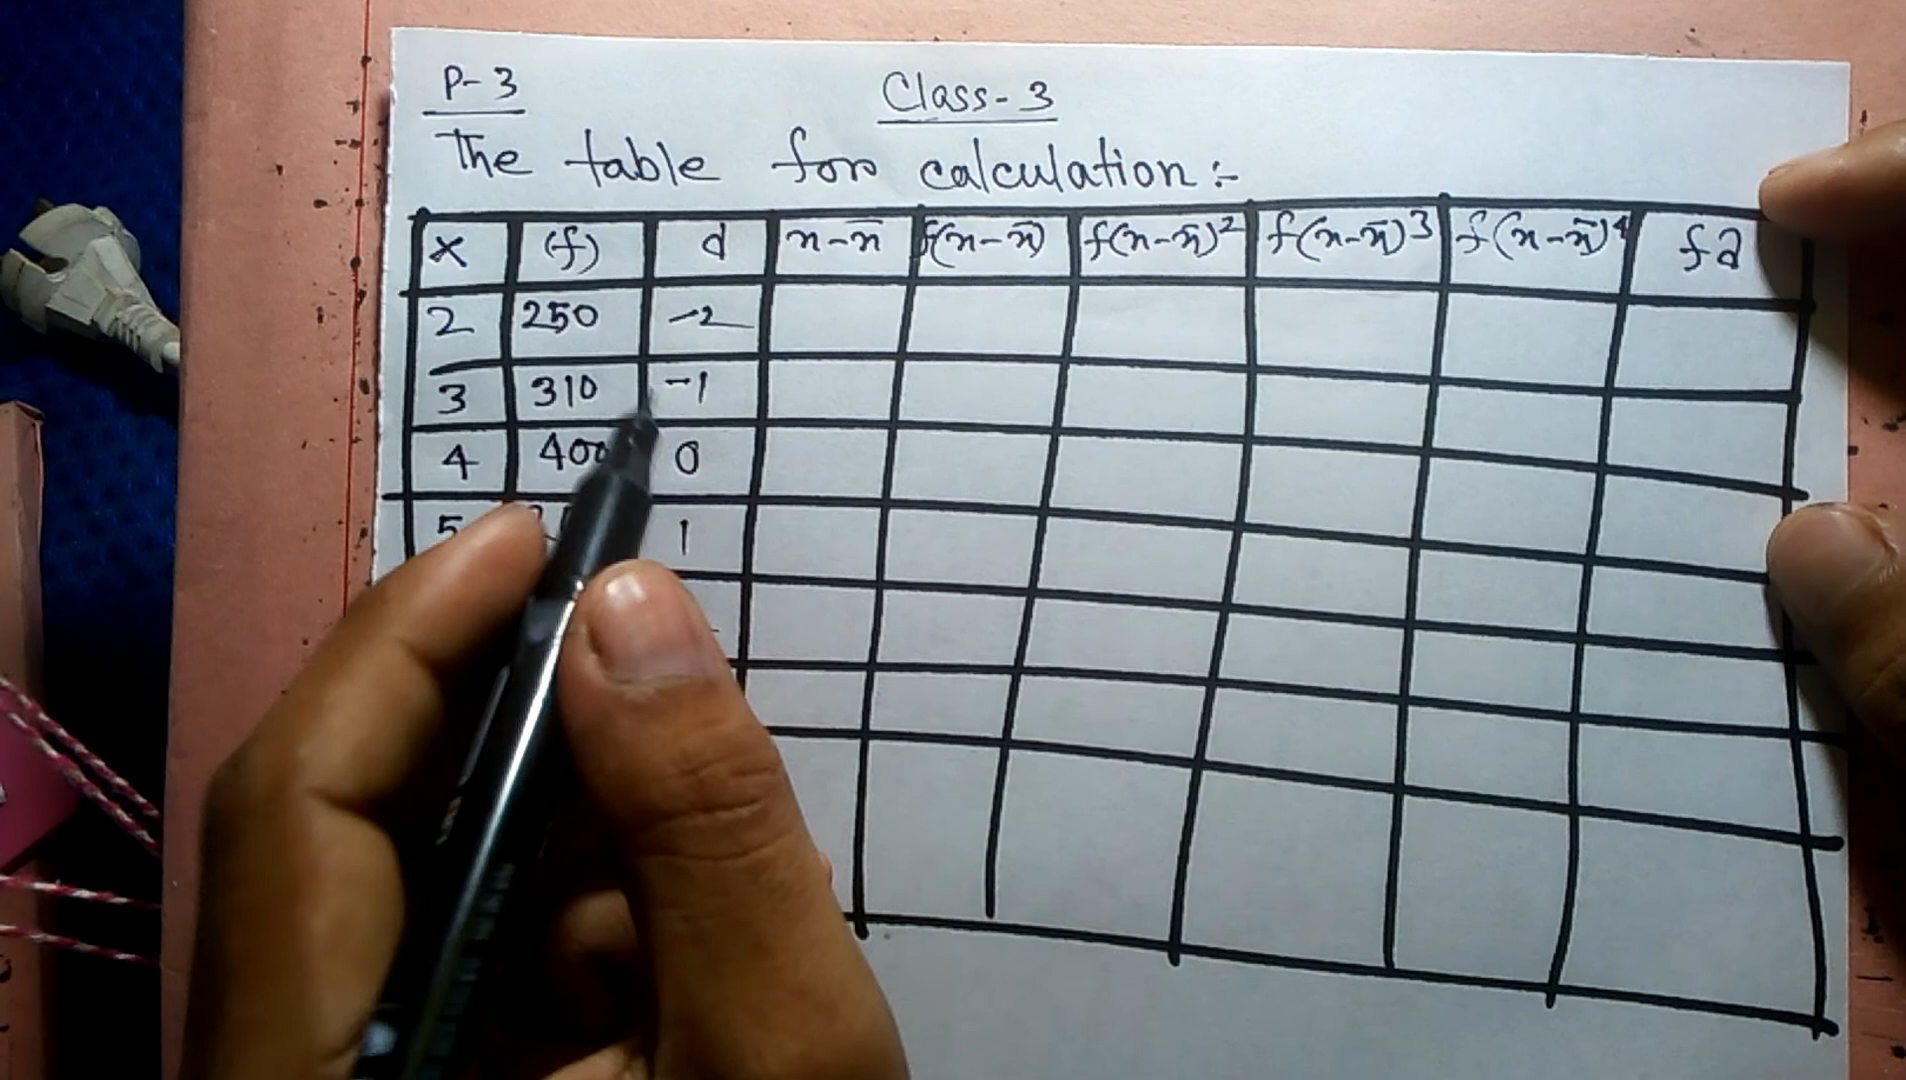 P-3
Class-3
The table for calculation:-
x (f) d n-n̄ f(n-n̄) f(n-n̄)² f(n-n̄)³ f(n-n̄)⁴ fd
2 250 -2
3 310 -1
4 400 0
5 1